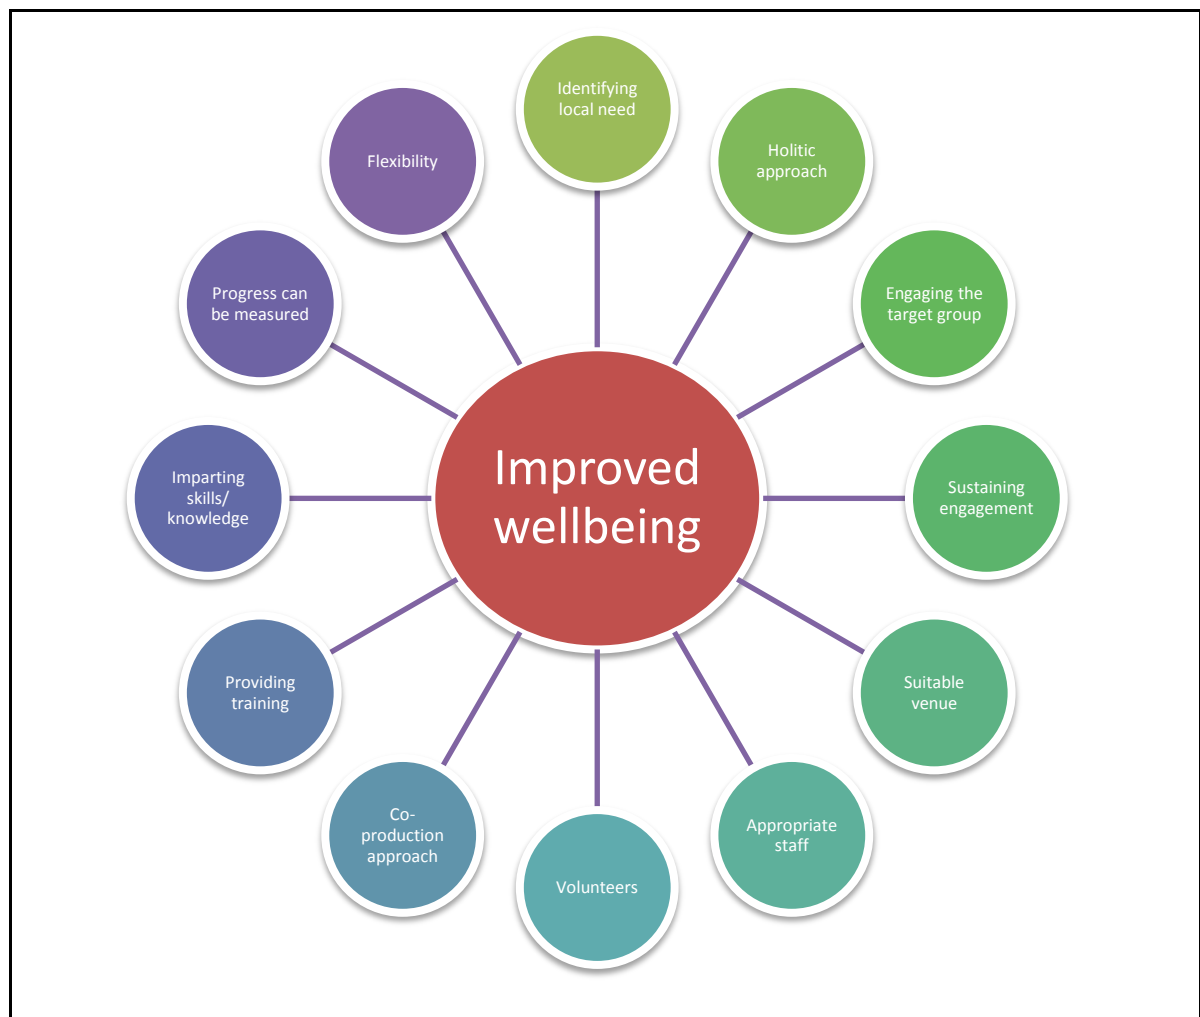 Identifying
local need
Holitic
approach
Engaging the
target group
Sustaining
engagement
Suitable
venue
Appropriate
staff
Volunteers
Co-
production
approach
Providing
training
Imparting
skills/
knowledge
Progress can
be measured
Flexibility
Improved
wellbeing